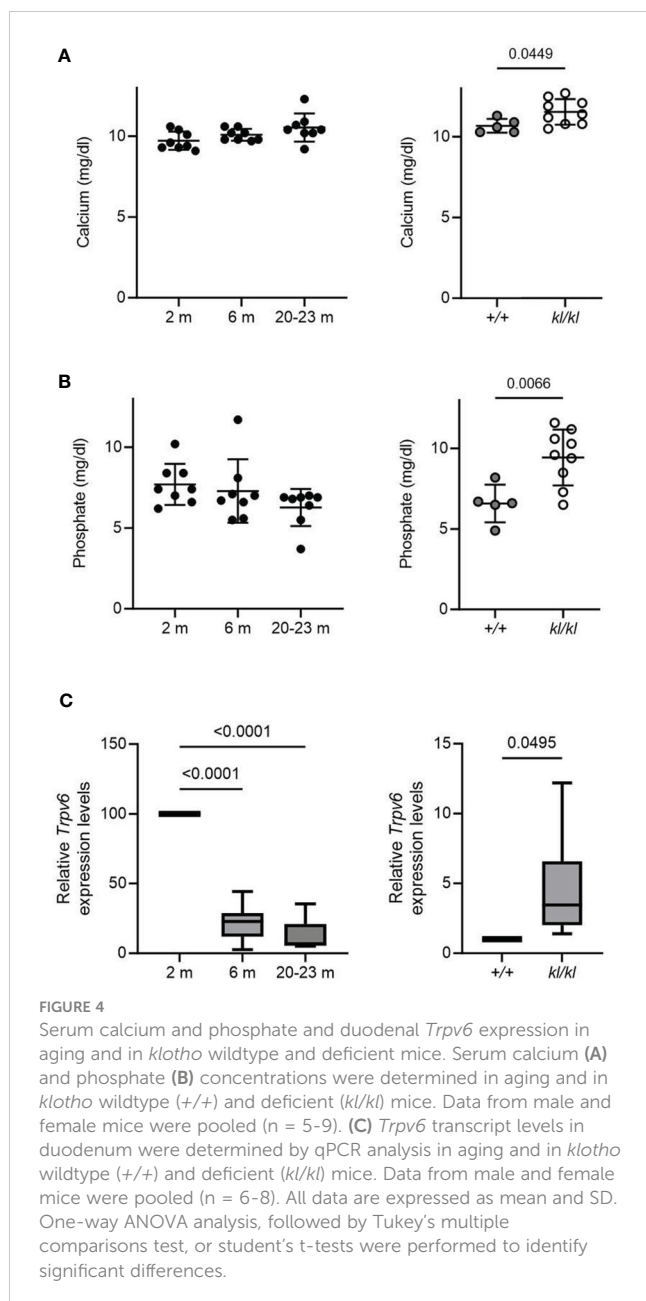 A
Calcium (mg/dl)
10
5
0
2 m
6 m
20-23 m
0.0449
Calcium (mg/dl)
10
5
0
+/+
kl/kl
B
Phosphate (mg/dl)
10
5
0
2 m
6 m
20-23 m
0.0066
Phosphate (mg/dl)
10
5
0
+/+
kl/kl
C
Relative Trpv6
expression levels
150
100
50
0
<0.0001
<0.0001
2 m
6 m
20-23 m
Relative Trpv6
expression levels
15
10
5
0
0.0495
+/+
kl/kl
FIGURE 4
Serum calcium and phosphate and duodenal Trpv6 expression in
aging and in klotho wildtype and deficient mice. Serum calcium (A)
and phosphate (B) concentrations were determined in aging and in
klotho wildtype (+/+) and deficient (kl/kl) mice. Data from male and
female mice were pooled (n = 5-9). (C) Trpv6 transcript levels in
duodenum were determined by qPCR analysis in aging and in klotho
wildtype (+/+) and deficient (kl/kl) mice. Data from male and female
mice were pooled (n = 6-8). All data are expressed as mean and SD.
One-way ANOVA analysis, followed by Tukey's multiple
comparisons test, or student's t-tests were performed to identify
significant differences.